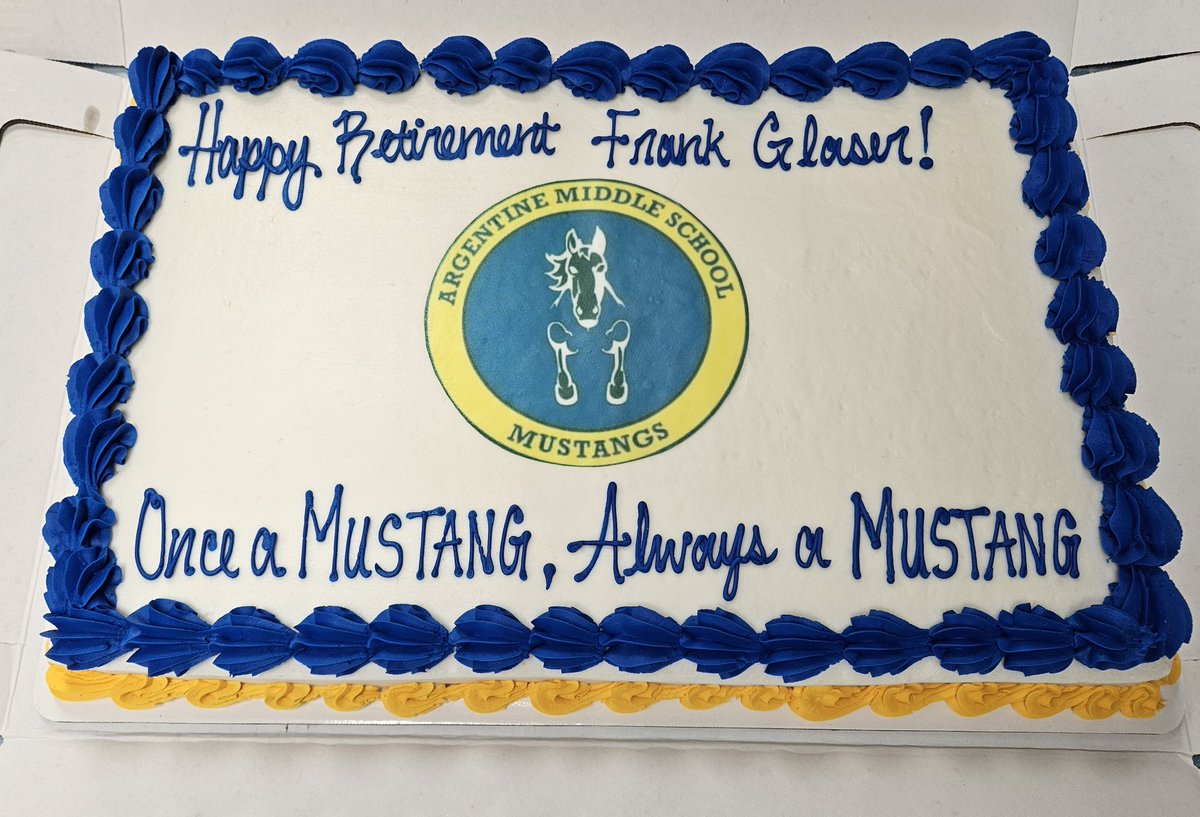 Happy Retirement Frank Glaser!
ARGENTINE MIDDLE SCHOOL
MUSTANGS
Once a MUSTANG, Always a MUSTANG